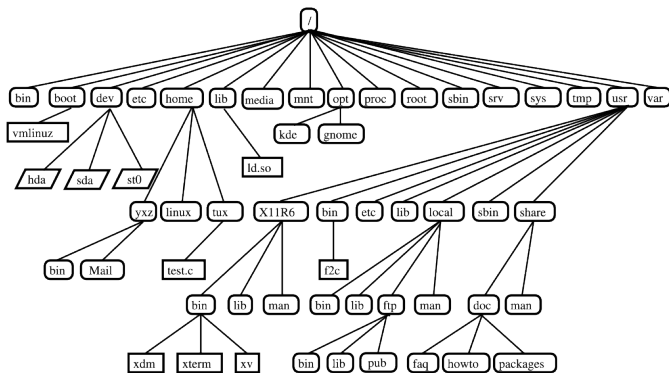 /
bin boot dev etc home lib media mnt opt proc root sbin srv sys tmp usr var
vmlinuz kde gnome
hda sda st0 ld.so
yxz linux tux X11R6 bin etc lib local sbin share
bin Mail test.c f2c
bin lib man bin lib ftp man doc man
xdm xterm xv bin lib pub faq howto packages